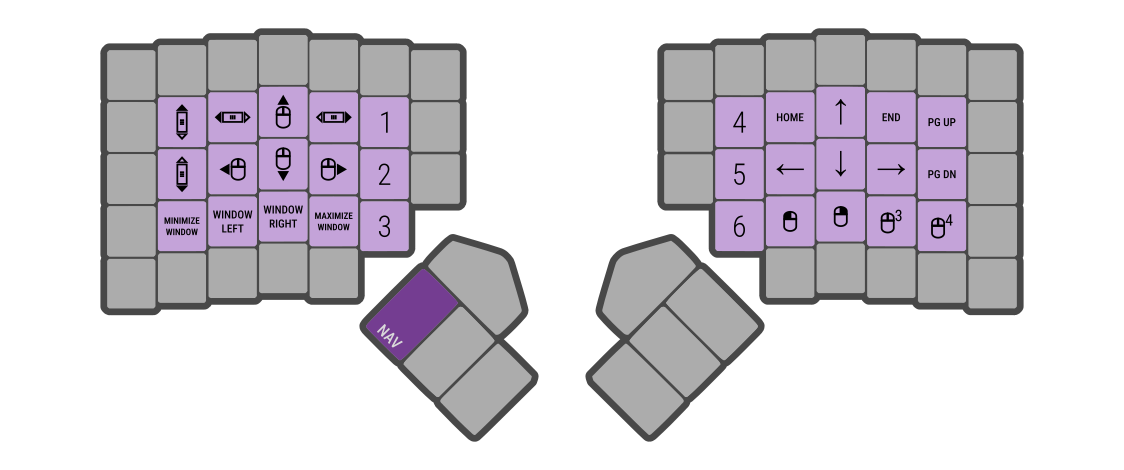 1
4
HOME
↑
END
PG UP
2
5
←
↓
→
PG DN
MINIMIZE
WINDOW
WINDOW
LEFT
WINDOW
RIGHT
MAXIMIZE
WINDOW
3
6
3
4
NAV